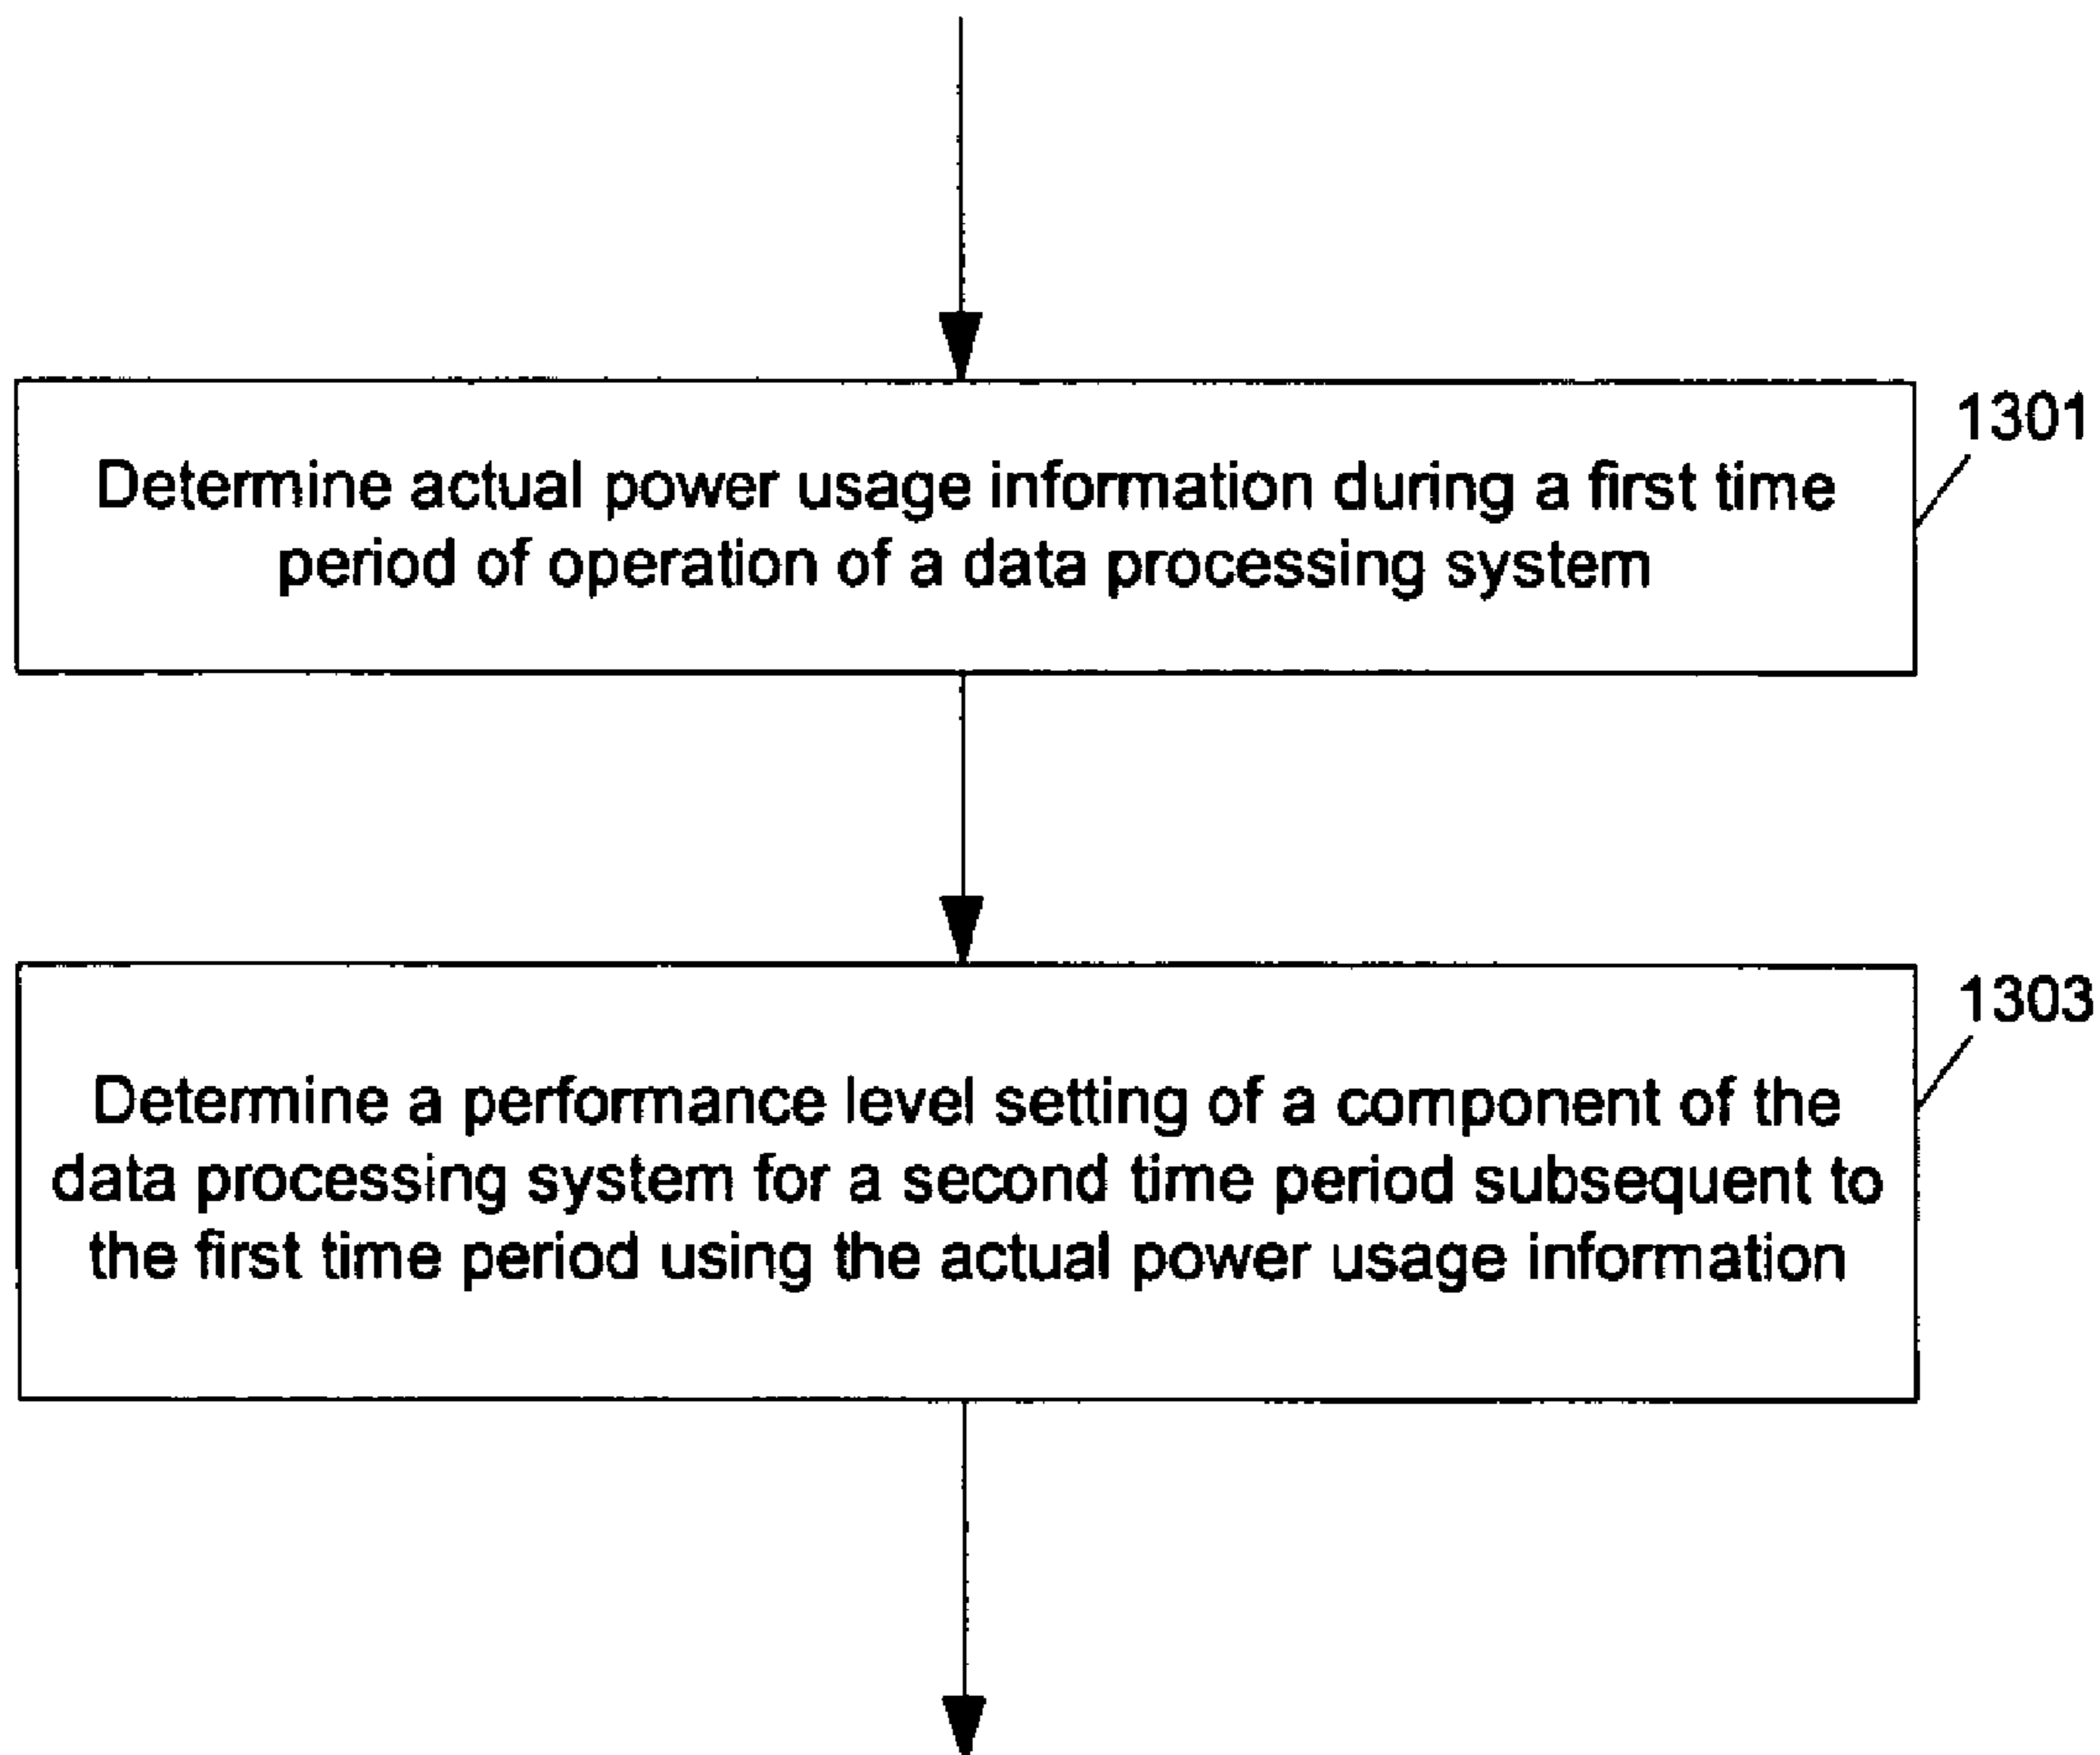 1301
Determine actual power usage information during a first time
period of operation of a data processing system
1303
Determine a performance level setting of a component of the
data processing system for a second time period subsequent to
the first time period using the actual power usage information